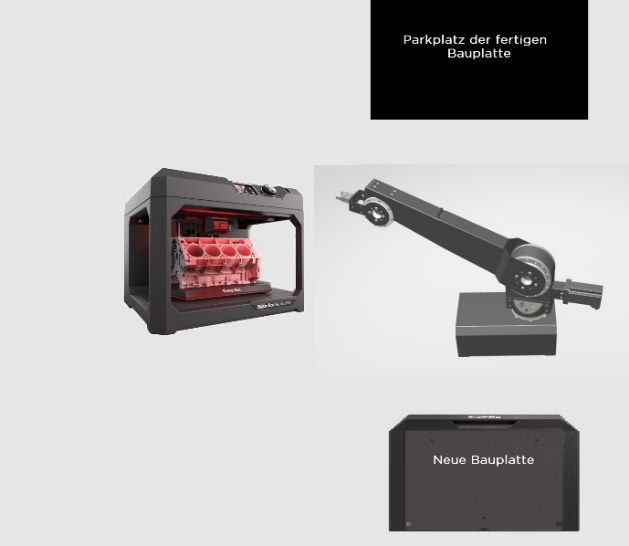 Parkplatz der fertigen
Bauplatte
Neue Bauplatte